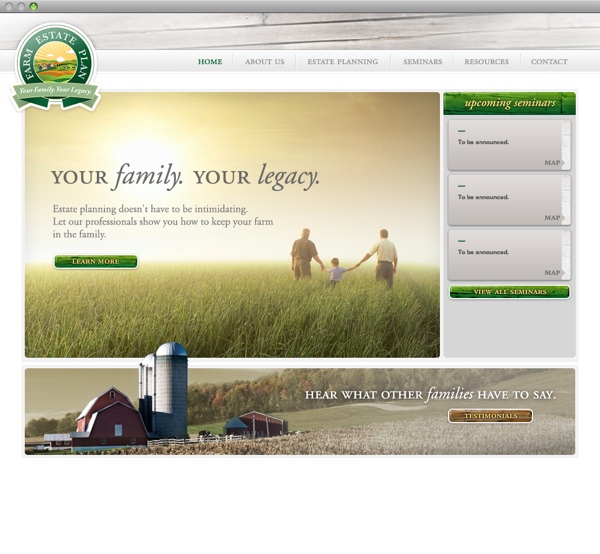 FARM ESTATE PLAN
Your Family. Your Legacy.
HOME
ABOUT US
ESTATE PLANNING
SEMINARS
RESOURCES
CONTACT
YOUR family. YOUR legacy.
Estate planning doesn't have to be intimidating.
Let our professionals show you how to keep your farm
in the family.
LEARN MORE
upcoming seminars
To be announced.
MAP
To be announced.
MAP
To be announced.
MAP
VIEW ALL SEMINARS
HEAR WHAT OTHER families HAVE TO SAY.
TESTIMONIALS